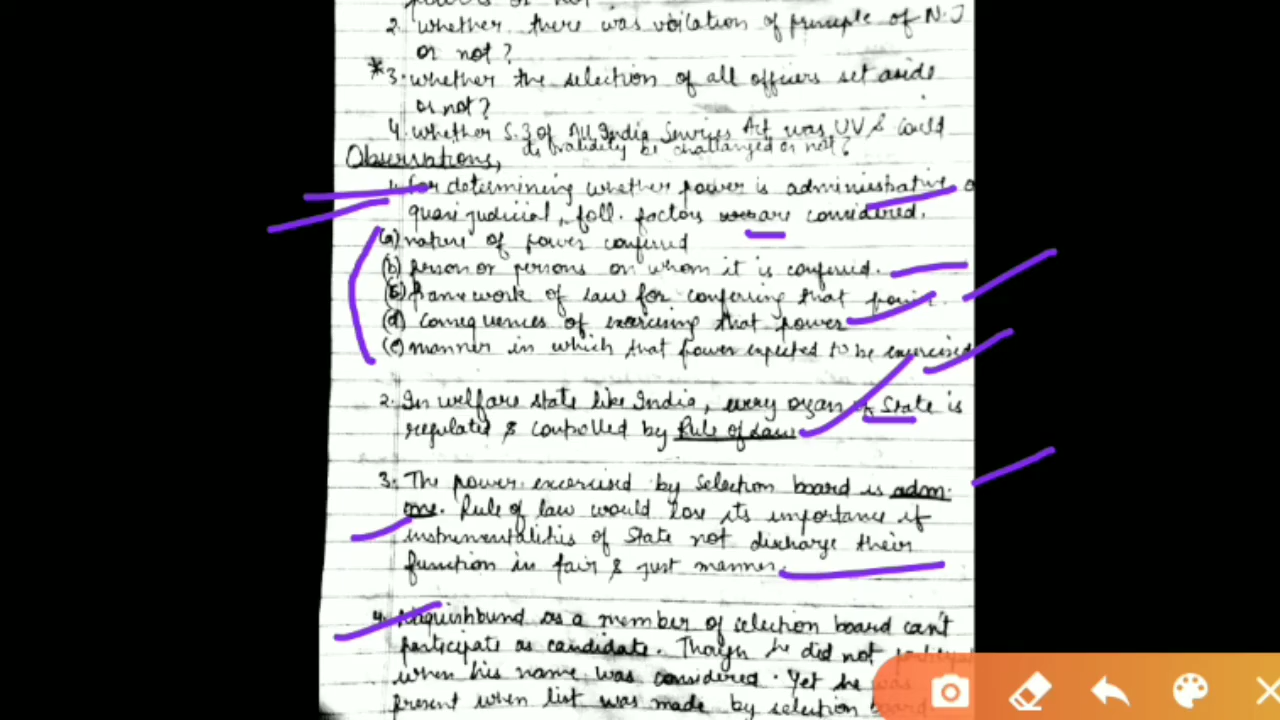 2. whether there was voilation of principle of N.J
or not?
*3. whether the selection of all officers set aside
or not?
4. whether S.3 of All India Services Act was UV & could
its validity be challanged or not?
Observations,
1. for determining whether power is administrative
quasi judicial, foll. factors are considered.
(a) nature of power conferred
(b) person or persons on whom it is conferred.
(c) framework of law for conferring that power.
(d) consequences of exercising that power
(e) manner in which that power expected to be exercised
2. In welfare state like India, every organ of State is
regulated & controlled by Rule of Law
3. The power exercised by Selection board is adm.
one. Rule of law would lose its importance if
instrumentalities of State not discharge their
function in fair & just manner.
4. Naquishbund as a member of selection board can't
participate as candidate. Though he did not
when his name was considered. Yet he was
present when list was made by selection board.